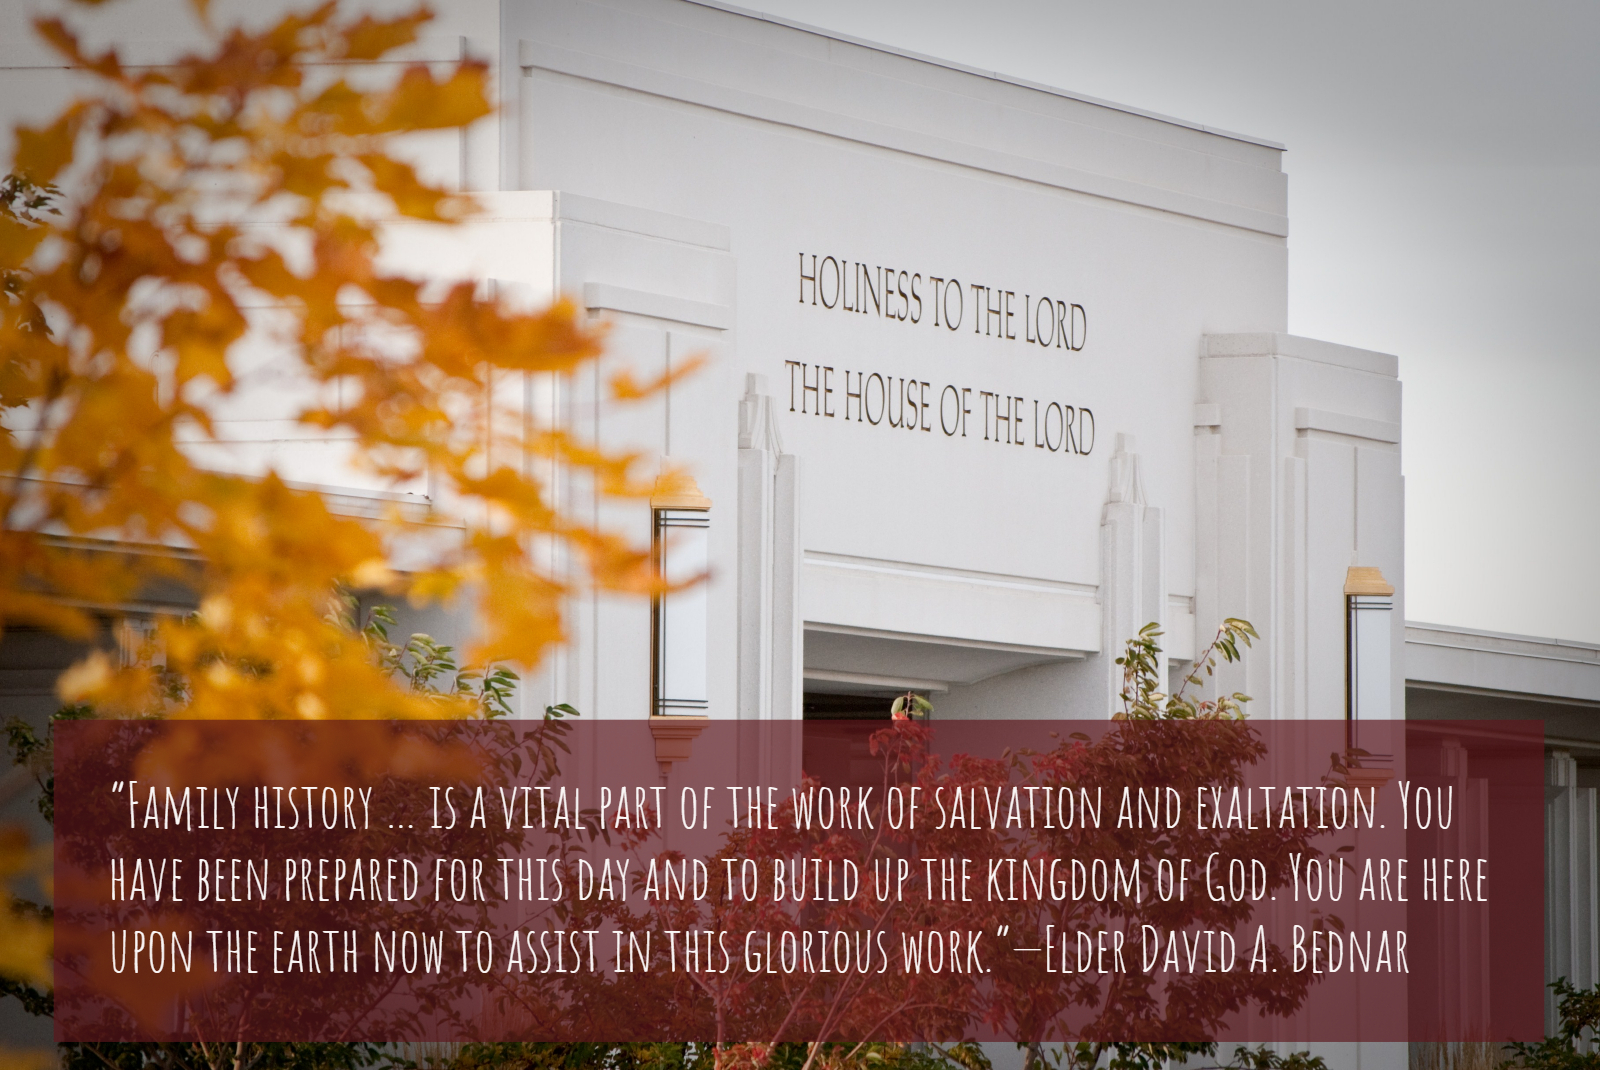 HOLINESS TO THE LORD
THE HOUSE OF THE LORD
"Family history ... is a vital part of the work of salvation and exaltation. You
have been prepared for this day and to build up the kingdom of God. You are here
upon the earth now to assist in this glorious work."—Elder David A. Bednar